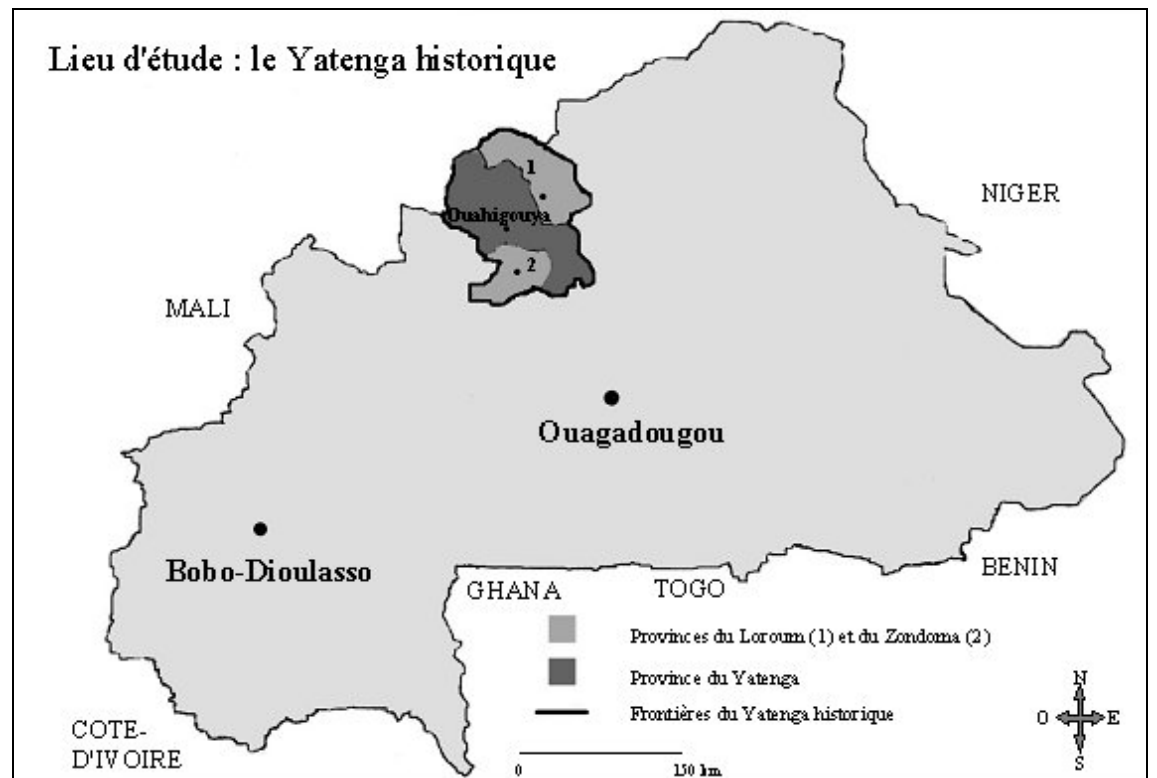 Lieu d'étude : le Yatenga historique
1
NIGER
Ouahigouya
2
MALI
Ouagadougou
Bobo-Dioulasso
BENIN
GHANA
TOGO
Provinces du Loroum (1) et du Zondoma (2)
Province du Yatenga
Frontières du Yatenga historique
N
O
E
S
COTE-
D'IVOIRE
0
150 km